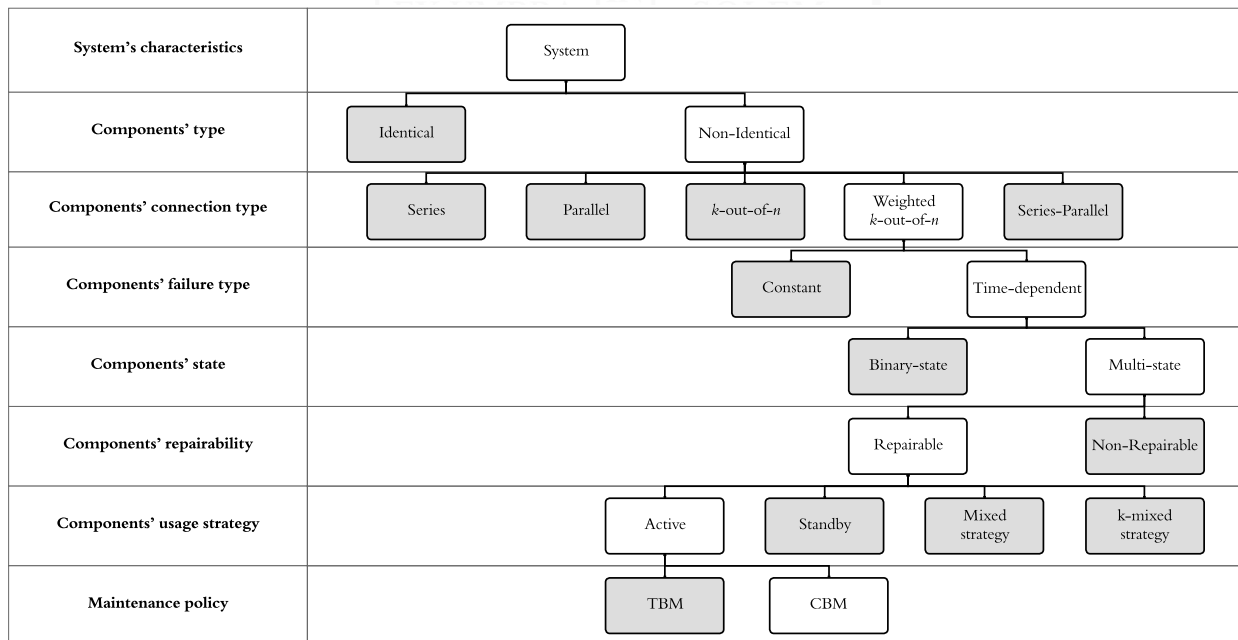 System's characteristics
System
Components' type
Identical
Non-Identical
Components' connection type
Series
Parallel
k-out-of-n
Weighted
k-out-of-n
Series-Parallel
Components' failure type
Constant
Time-dependent
Components' state
Binary-state
Multi-state
Components' repairability
Repairable
Non-Repairable
Components' usage strategy
Active
Standby
Mixed
strategy
k-mixed
strategy
Maintenance policy
TBM
CBM